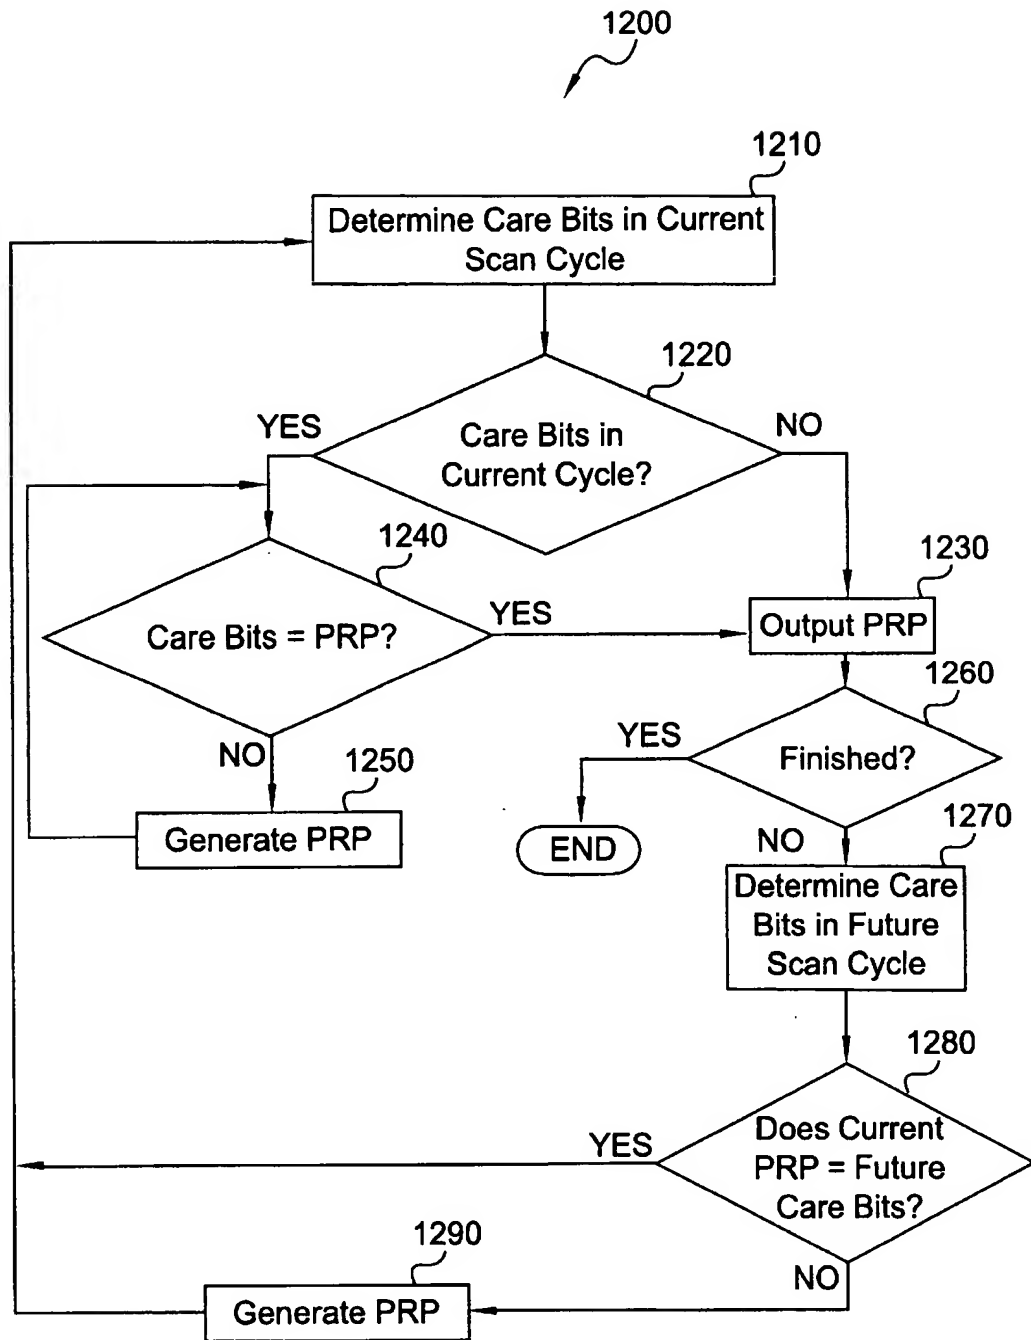 1200
1210
Determine Care Bits in Current
Scan Cycle
1220
YES
NO
Care Bits in
Current Cycle?
1240
1230
YES
Care Bits = PRP?
Output PRP
1260
NO
YES
Finished?
1250
Generate PRP
END
NO
1270
Determine Care
Bits in Future
Scan Cycle
1280
YES
Does Current
PRP = Future
Care Bits?
1290
NO
Generate PRP